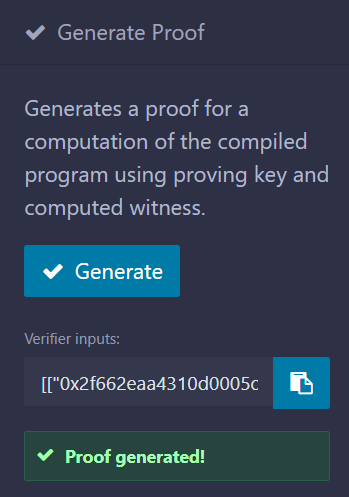 Generate Proof
Generates a proof for a
computation of the compiled
program using proving key and
computed witness.
Generate
Verifier inputs:
[["0x2f662eaa4310d0005c
Proof generated!